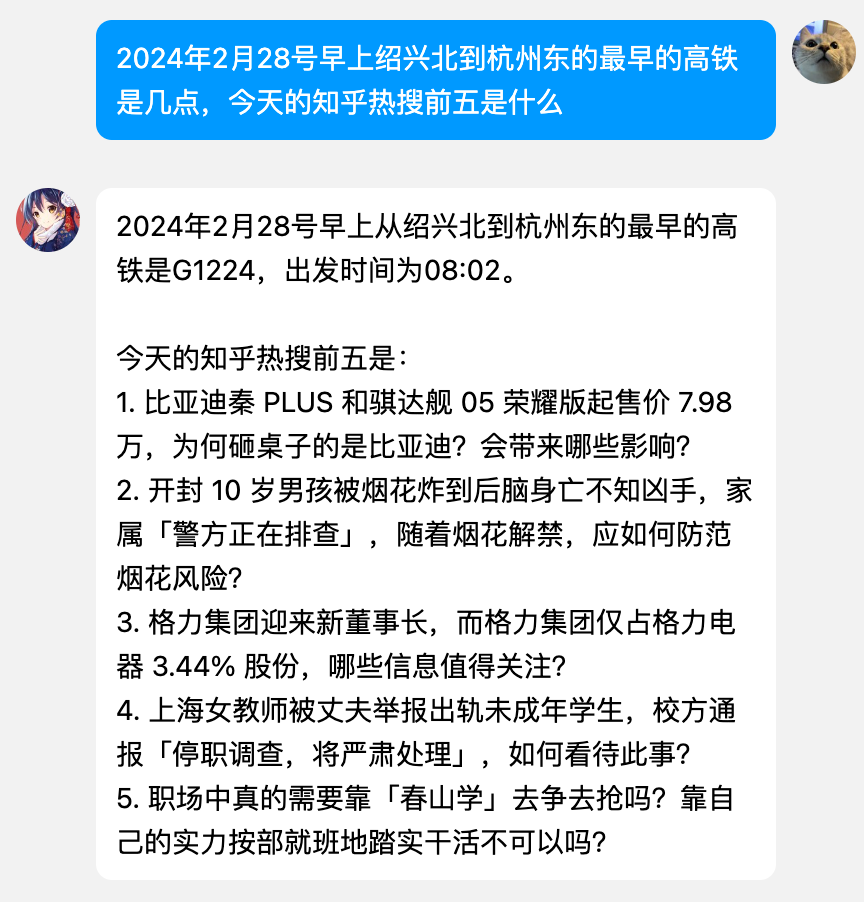 2024年2月28号早上绍兴北到杭州东的最早的高铁
是几点，今天的知乎热搜前五是什么
2024年2月28号早上从绍兴北到杭州东的最早的高
铁是G1224，出发时间为08:02。
今天的知乎热搜前五是：
1. 比亚迪秦 PLUS 和骐达舰 05 荣耀版起售价 7.98
万，为何砸桌子的是比亚迪？会带来哪些影响？
2. 开封 10 岁男孩被烟花炸到后脑身亡不知凶手，家
属「警方正在排查」，随着烟花解禁，应如何防范
烟花风险？
3. 格力集团迎来新董事长，而格力集团仅占格力电
器 3.44% 股份，哪些信息值得关注？
4. 上海女教师被丈夫举报出轨未成年学生，校方通
报「停职调查，将严肃处理」，如何看待此事？
5. 职场中真的需要靠「春山学」去争去抢吗？靠自
己的实力按部就班地踏实干活不可以吗？